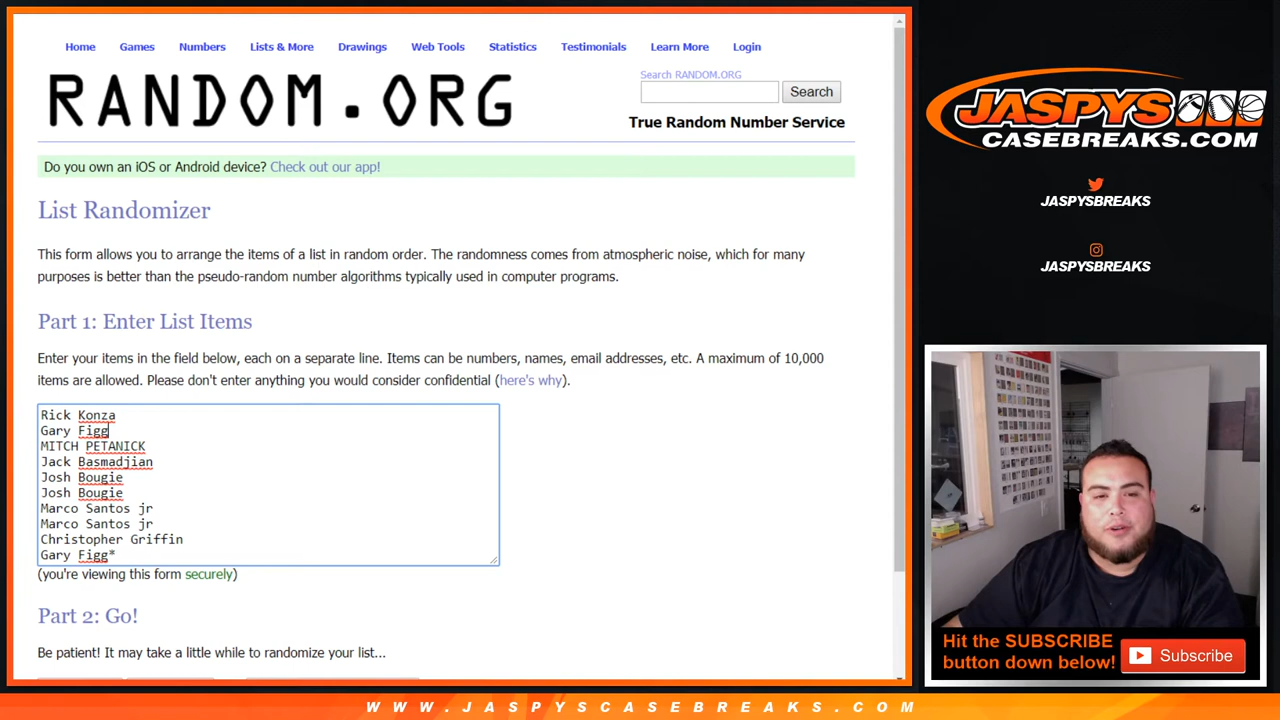 Home Games Numbers Lists & More Drawings Web Tools Statistics Testimonials Learn More Login
RANDOM.ORG
Search RANDOM.ORG
Search
True Random Number Service
Do you own an iOS or Android device? Check out our app!
List Randomizer
This form allows you to arrange the items of a list in random order. The randomness comes from atmospheric noise, which for many
purposes is better than the pseudo-random number algorithms typically used in computer programs.
Part 1: Enter List Items
Enter your items in the field below, each on a separate line. Items can be numbers, names, email addresses, etc. A maximum of 10,000
items are allowed. Please don't enter anything you would consider confidential (here's why).
Rick Konza
Gary Figg
MITCH PETANICK
Jack Basmadjian
Josh Bougie
Josh Bougie
Marco Santos jr
Marco Santos jr
Christopher Griffin
Gary Figg*
(you're viewing this form securely)
Part 2: Go!
Be patient! It may take a little while to randomize your list...
JASPYS
CASEBREAKS.COM
JASPYSBREAKS
JASPYSBREAKS
Hit the SUBSCRIBE
button down below!
Subscribe
WWW.JASPYSCASEBREAKS.COM